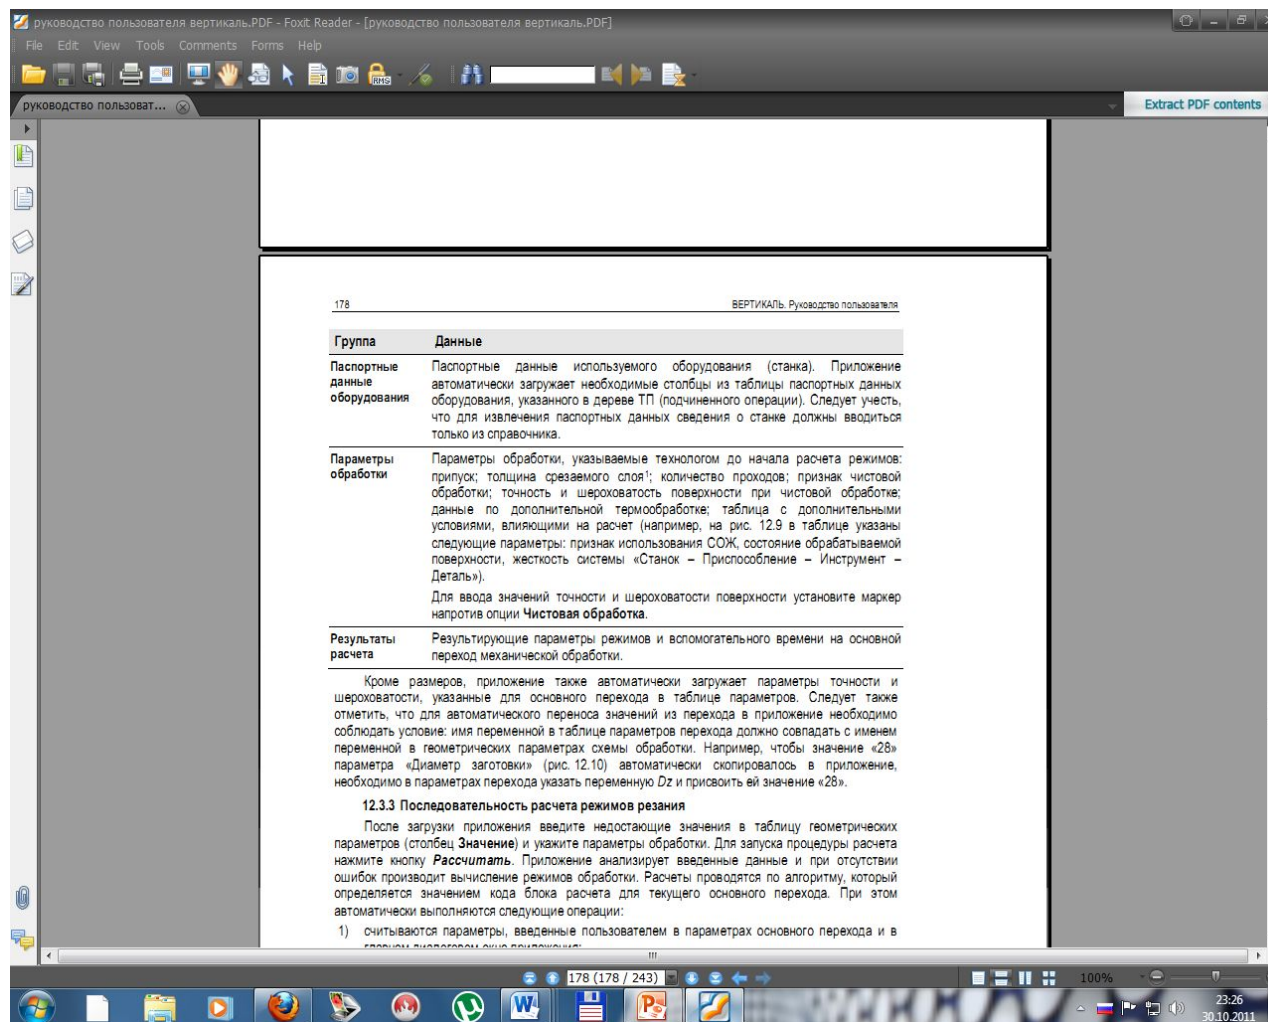 руководство пользователя вертикаль.PDF - Foxit Reader - [руководство пользователя вертикаль.PDF]
File Edit View Tools Comments Forms Help
RMS
руководство пользоват...
Extract PDF contents
178 ВЕРТИКАЛЬ. Руководство пользователя
Группа Данные
Паспортные данные оборудования
Паспортные данные используемого оборудования (станка). Приложение
автоматически загружает необходимые столбцы из таблицы паспортных данных
оборудования, указанного в дереве ТП (подчиненного операции). Следует учесть,
что для извлечения паспортных данных сведения о станке должны вводиться
только из справочника.
Параметры обработки
Параметры обработки, указываемые технологом до начала расчета режимов:
припуск; толщина срезаемого слоя¹; количество проходов; признак чистовой
обработки; точность и шероховатость поверхности при чистовой обработке;
данные по дополнительной термообработке; таблица с дополнительными
условиями, влияющими на расчет (например, на рис. 12.9 в таблице указаны
следующие параметры: признак использования СОЖ, состояние обрабатываемой
поверхности, жесткость системы «Станок – Приспособление – Инструмент –
Деталь»).
Для ввода значений точности и шероховатости поверхности установите маркер
напротив опции Чистовая обработка.
Результаты расчета
Результирующие параметры режимов и вспомогательного времени на основной
переход механической обработки.
Кроме размеров, приложение также автоматически загружает параметры точности и
шероховатости, указанные для основного перехода в таблице параметров. Следует также
отметить, что для автоматического переноса значений из перехода в приложение необходимо
соблюдать условие: имя переменной в таблице параметров перехода должно совпадать с именем
переменной в геометрических параметрах схемы обработки. Например, чтобы значение «28»
параметра «Диаметр заготовки» (рис. 12.10) автоматически скопировалось в приложение,
необходимо в параметрах перехода указать переменную Dz и присвоить ей значение «28».
12.3.3 Последовательность расчета режимов резания
После загрузки приложения введите недостающие значения в таблицу геометрических
параметров (столбец Значение) и укажите параметры обработки. Для запуска процедуры расчета
нажмите кнопку Рассчитать. Приложение анализирует введенные данные и при отсутствии
ошибок производит вычисление режимов обработки. Расчеты проводятся по алгоритму, который
определяется значением кода блока расчета для текущего основного перехода. При этом
автоматически выполняются следующие операции:
1) считываются параметры, введенные пользователем в параметрах основного перехода и в
главном диалоговом окне приложения;
178 (178 / 243)
100%
23:26
30.10.2011